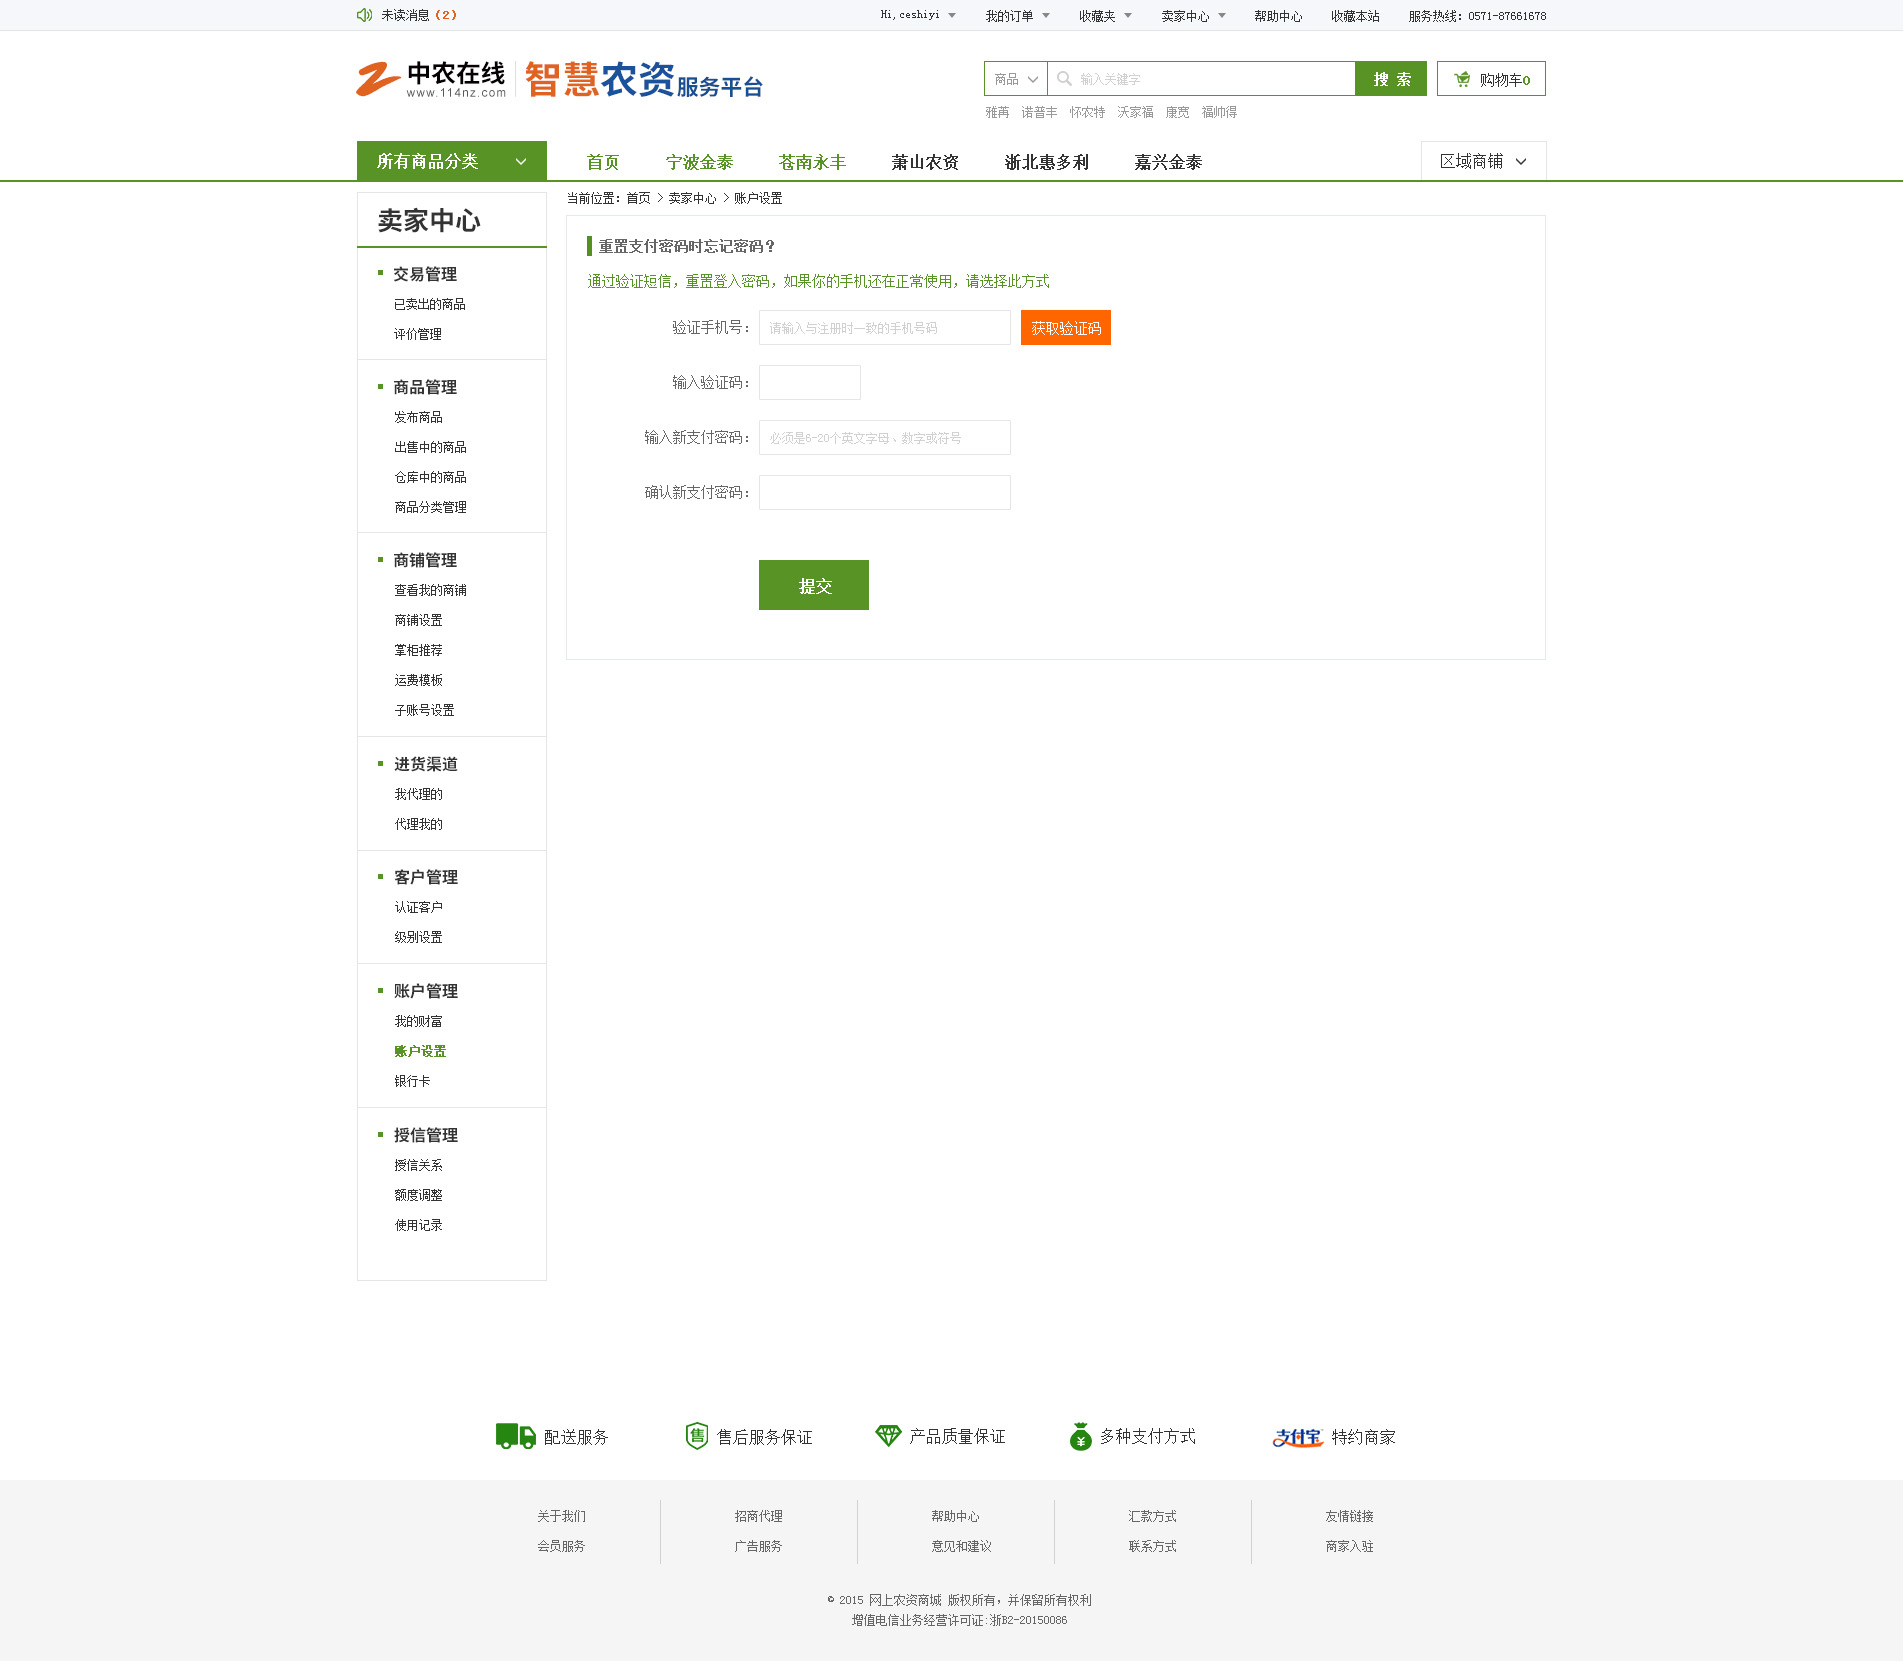 未读消息（2）
Hi,ceshiyi 我的订单 收藏夹 卖家中心 帮助中心 收藏本站 服务热线：0571-87661678
中农在线
www.114nz.com
智慧农资服务平台
商品 输入关键字 搜 索 购物车0
雅苒 诺普丰 怀农特 沃家福 康宽 福帅得
所有商品分类 首页 宁波金泰 苍南永丰 萧山农资 浙北惠多利 嘉兴金泰 区域商铺
卖家中心
交易管理
已卖出的商品
评价管理
商品管理
发布商品
出售中的商品
仓库中的商品
商品分类管理
商铺管理
查看我的商铺
商铺设置
掌柜推荐
运费模板
子账号设置
进货渠道
我代理的
代理我的
客户管理
认证客户
级别设置
账户管理
我的财富
账户设置
银行卡
授信管理
授信关系
额度调整
使用记录
当前位置：首页 > 卖家中心 > 账户设置
重置支付密码时忘记密码？
通过验证短信，重置登入密码，如果你的手机还在正常使用，请选择此方式
验证手机号： 请输入与注册时一致的手机号码 获取验证码
输入验证码：
输入新支付密码： 必须是6-20个英文字母、数字或符号
确认新支付密码：
提交
配送服务 售 售后服务保证 产品质量保证 ¥ 多种支付方式 支付宝 特约商家
关于我们 招商代理 帮助中心 汇款方式 友情链接
会员服务 广告服务 意见和建议 联系方式 商家入驻
© 2015 网上农资商城 版权所有，并保留所有权利
增值电信业务经营许可证:浙B2-20150086